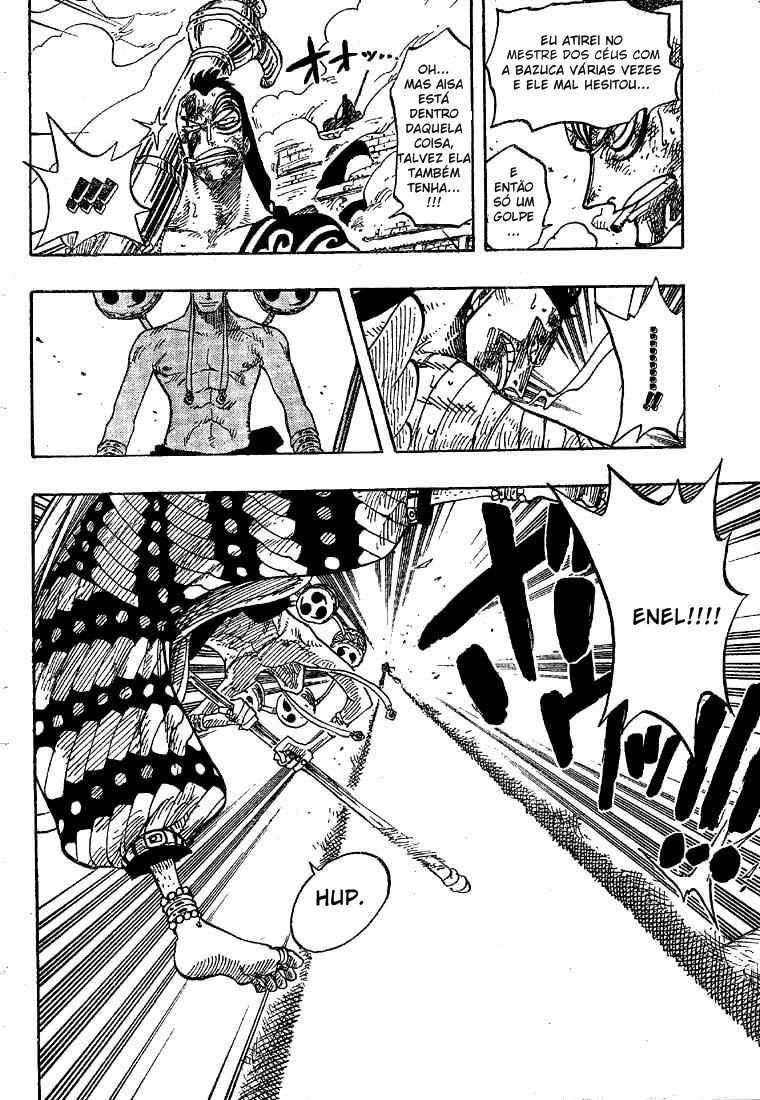 EU ATIREI NO
MESTRE DOS CÉUS COM
A BAZUCA VÁRIAS VEZES
E ELE MAL HESITOU...
E
ENTÃO
SÓ UM
GOLPE
...
オオォッ...
OH...
MAS AISA
ESTÁ
DENTRO
DAQUELA
COISA,
TALVEZ ELA
TAMBÉM
TENHA...
!!!
!!!
.........!!
ENEL!!!!
HUP.